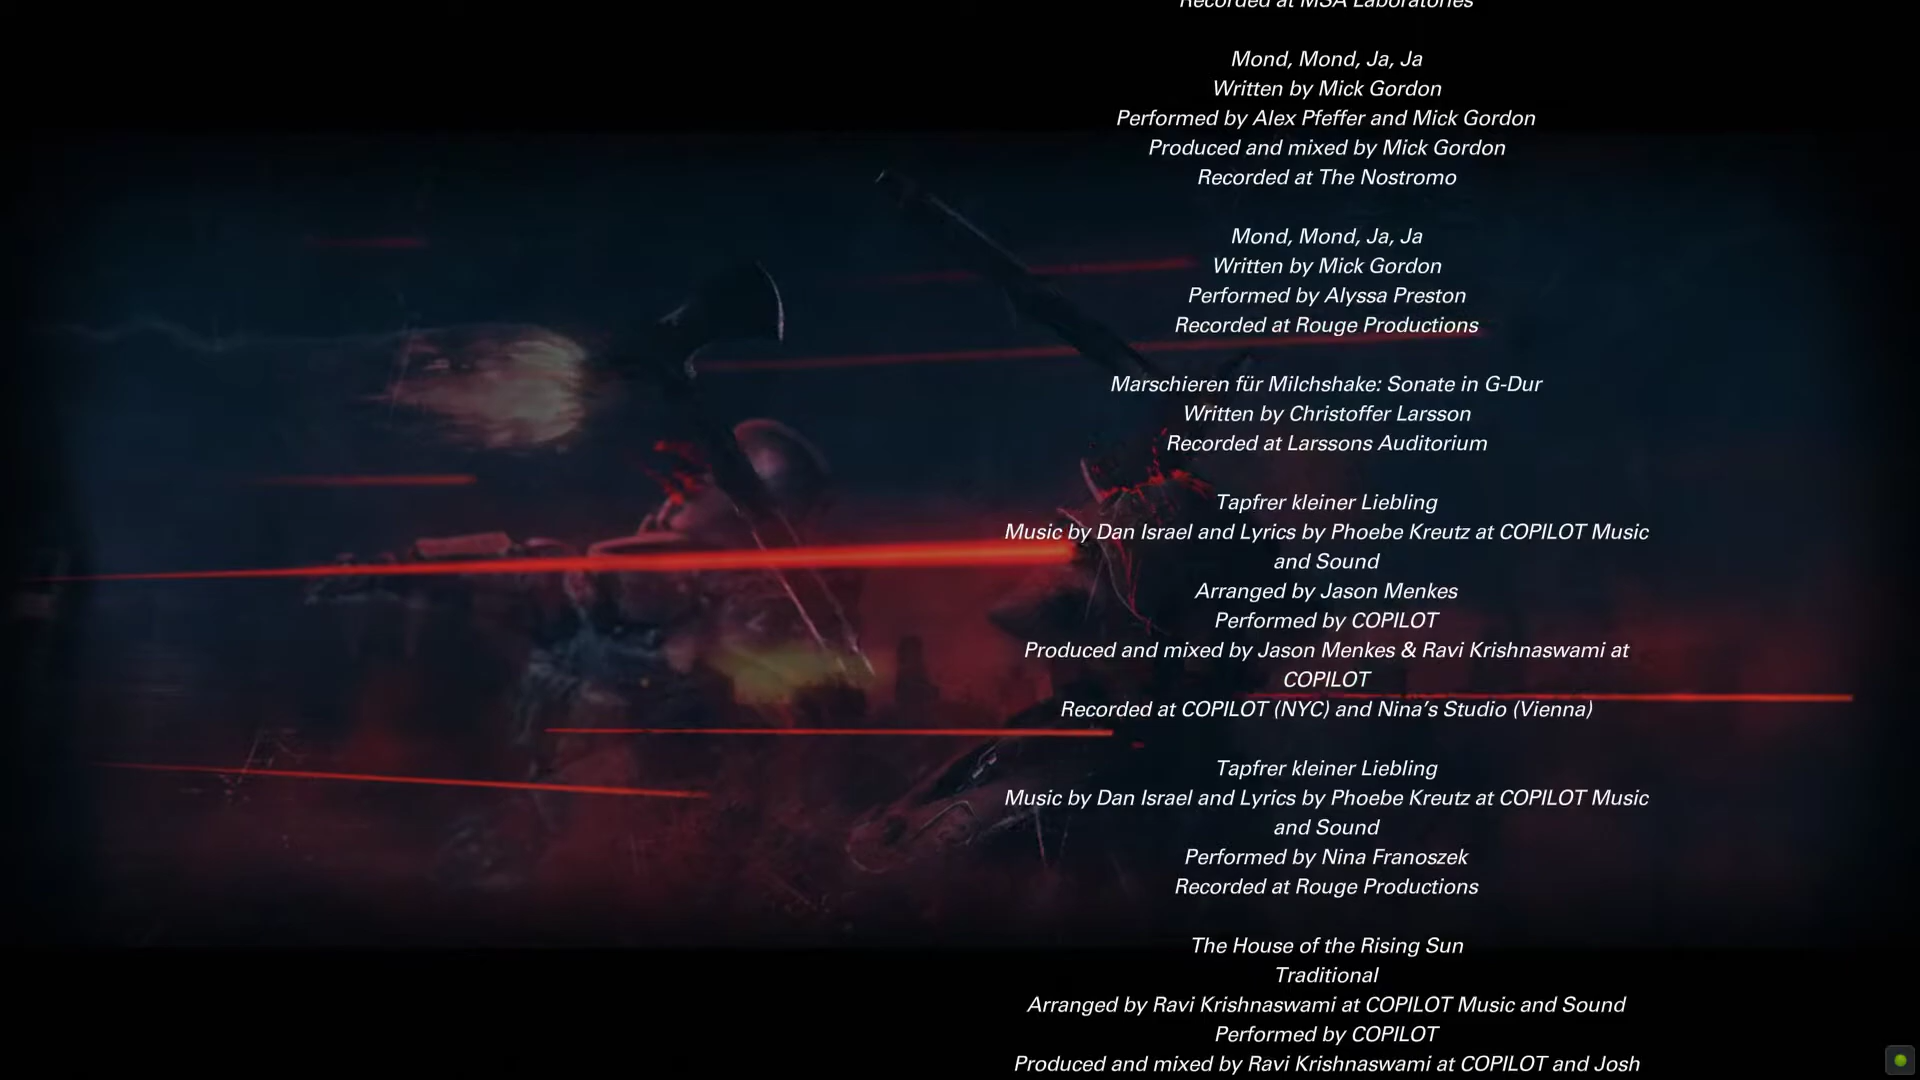 Recorded at MSA Laboratories
Mond, Mond, Ja, Ja
Written by Mick Gordon
Performed by Alex Pfeffer and Mick Gordon
Produced and mixed by Mick Gordon
Recorded at The Nostromo
Mond, Mond, Ja, Ja
Written by Mick Gordon
Performed by Alyssa Preston
Recorded at Rouge Productions
Marschieren für Milchshake: Sonate in G-Dur
Written by Christoffer Larsson
Recorded at Larssons Auditorium
Tapfrer kleiner Liebling
Music by Dan Israel and Lyrics by Phoebe Kreutz at COPILOT Music
and Sound
Arranged by Jason Menkes
Performed by COPILOT
Produced and mixed by Jason Menkes & Ravi Krishnaswami at
COPILOT
Recorded at COPILOT (NYC) and Nina’s Studio (Vienna)
Tapfrer kleiner Liebling
Music by Dan Israel and Lyrics by Phoebe Kreutz at COPILOT Music
and Sound
Performed by Nina Franoszek
Recorded at Rouge Productions
The House of the Rising Sun
Traditional
Arranged by Ravi Krishnaswami at COPILOT Music and Sound
Performed by COPILOT
Produced and mixed by Ravi Krishnaswami at COPILOT and Josh